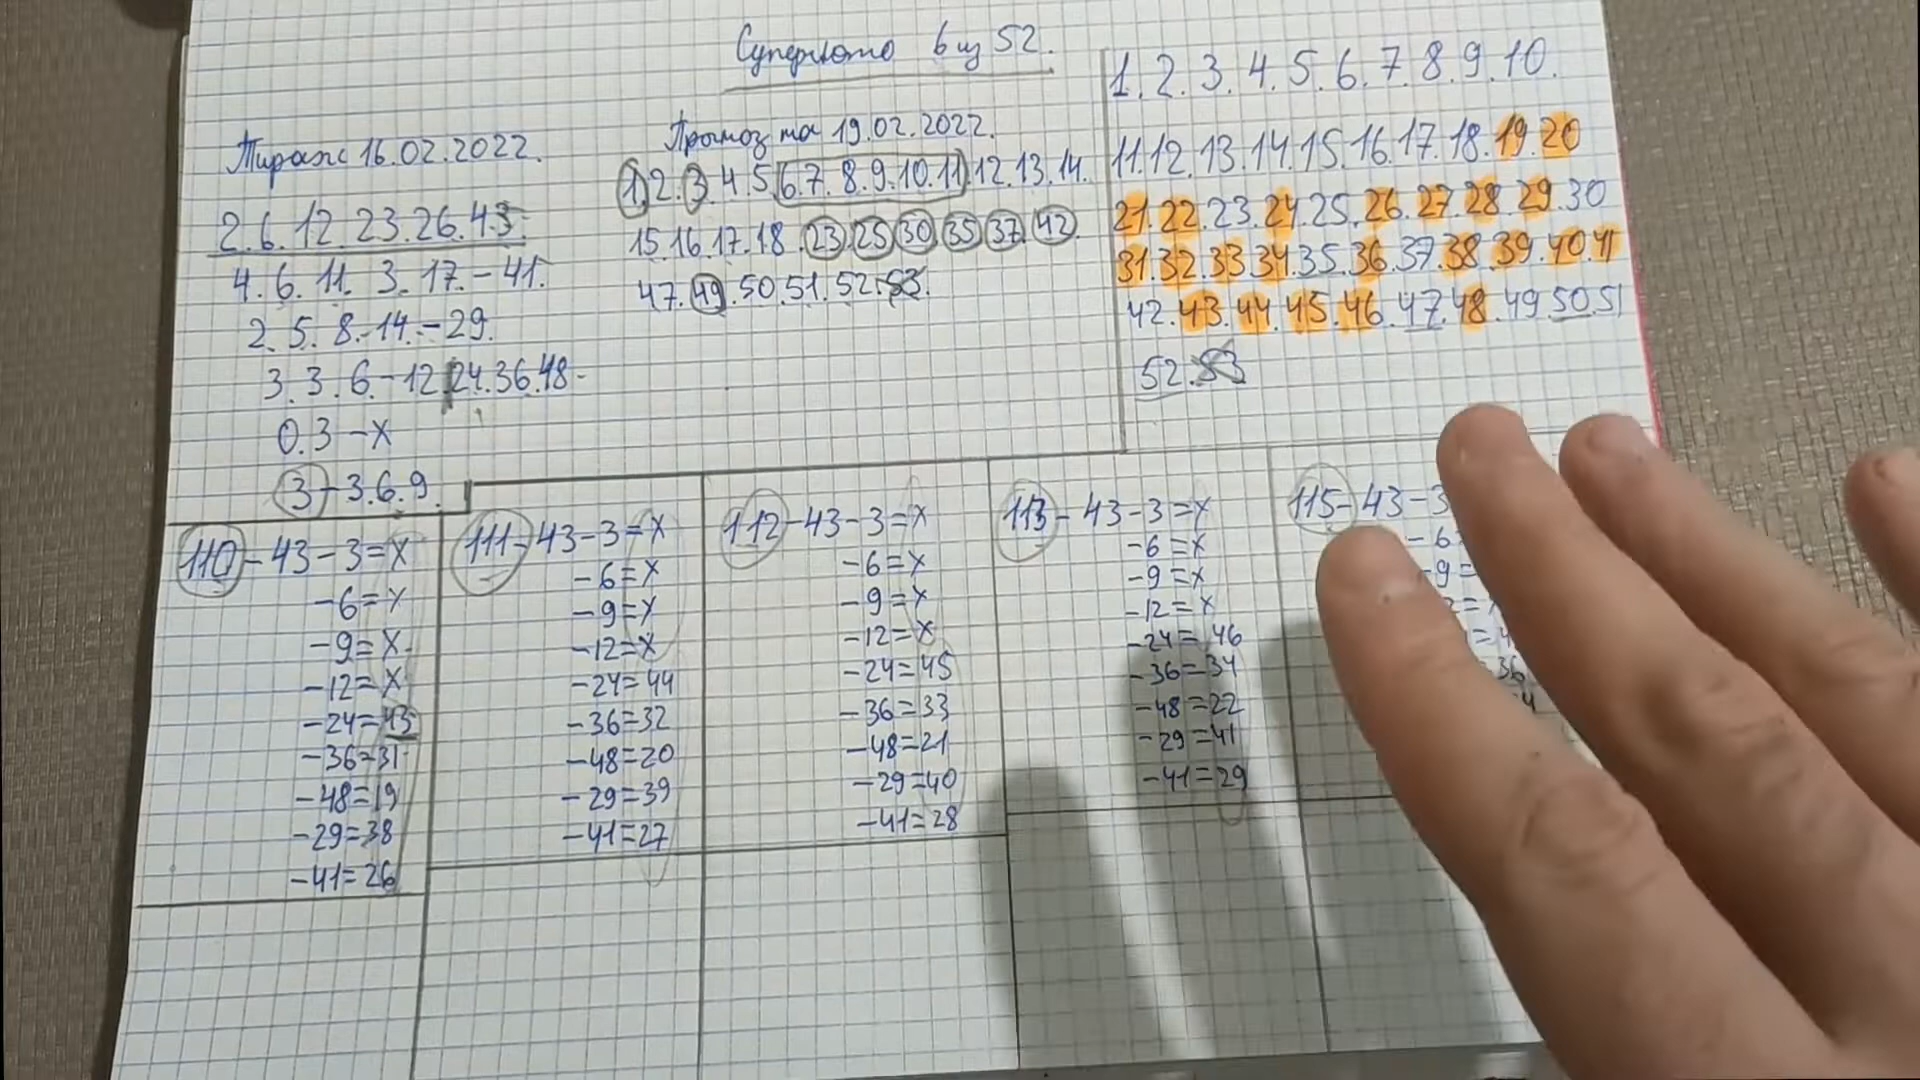 Суперлото 6 из 52.
Тираж 16.02.2022.
2.6.12.23.26.43.
4.6.11.3.17.-41.
2.5.8.-14.-29.
3.3.6-12 24.36.48-
0.3-х
3-3.6.9.
Прогноз на 19.02.2022.
1.2.3.4.5.6.7.8.9.10.11.12.13.14.
15.16.17.18.23.25.30.35.37.42.
47.49.50.51.52.53.
1.2.3.4.5.6.7.8.9.10.
11.12.13.14.15.16.17.18.19.20
21.22.23.24.25.26.27.28.29.30
31.32.33.34.35.36.37.38.39.40.41
42.43.44.45.46.47.48.49.50.51
52.53
110-43-3=х
-6=х
-9=х
-12=х
-24=43
-36=31
-48=19
-29=38
-41=26
111-43-3=х
-6=х
-9=х
-12=х
-24=44
-36=32
-48=20
-29=39
-41=27
112-43-3=х
-6=х
-9=х
-12=х
-24=45
-36=33
-48=21
-29=40
-41=28
113-43-3=х
-6=х
-9=х
-12=х
-24=46
-36=34
-48=22
-29=41
-41=29
115-43-3
-6
-9=